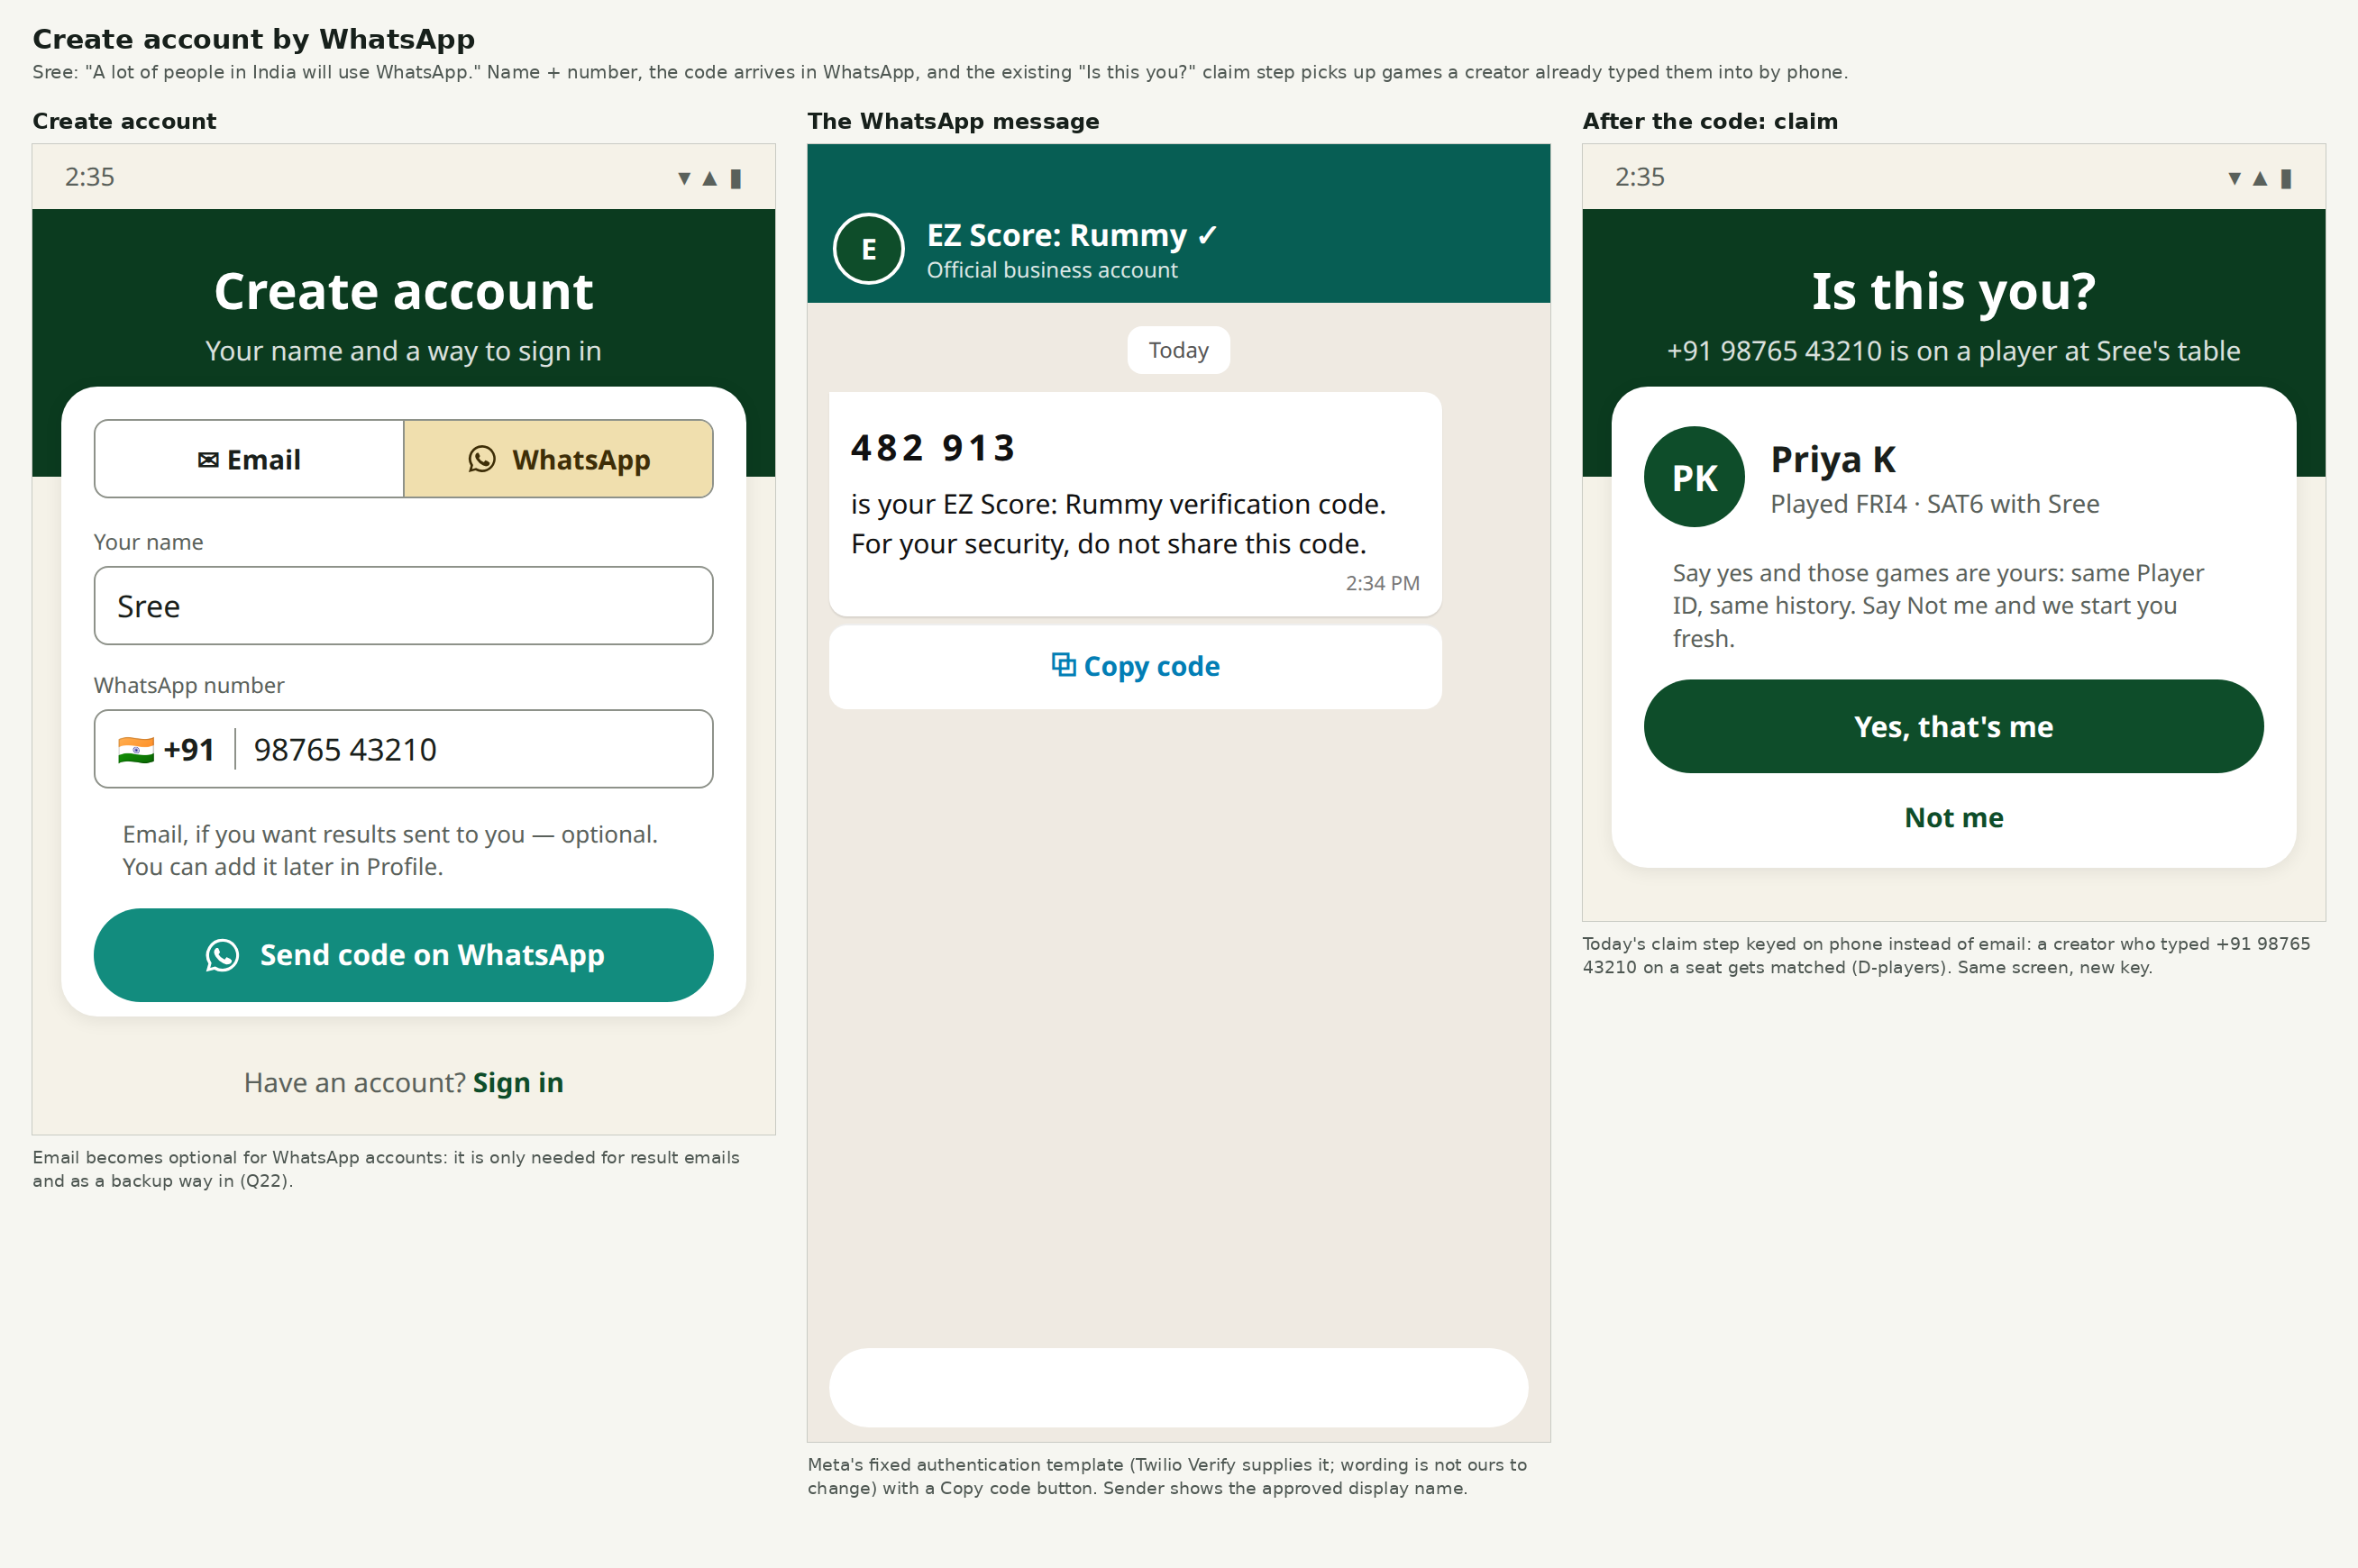 Create account by WhatsApp
Sree: "A lot of people in India will use WhatsApp." Name + number, the code arrives in WhatsApp, and the existing "Is this you?" claim step picks up games a creator already typed them into by phone.
Create account
2:35
Create account
Your name and a way to sign in
✉ Email
WhatsApp
Your name
Sree
WhatsApp number
🇮🇳 +91 98765 43210
Email, if you want results sent to you — optional.
You can add it later in Profile.
Send code on WhatsApp
Have an account? Sign in
Email becomes optional for WhatsApp accounts: it is only needed for result emails
and as a backup way in (Q22).
The WhatsApp message
E
EZ Score: Rummy ✓
Official business account
Today
482 913
is your EZ Score: Rummy verification code.
For your security, do not share this code.
2:34 PM
Copy code
Meta's fixed authentication template (Twilio Verify supplies it; wording is not ours to
change) with a Copy code button. Sender shows the approved display name.
After the code: claim
2:35
Is this you?
+91 98765 43210 is on a player at Sree's table
PK
Priya K
Played FRI4 · SAT6 with Sree
Say yes and those games are yours: same Player
ID, same history. Say Not me and we start you
fresh.
Yes, that's me
Not me
Today's claim step keyed on phone instead of email: a creator who typed +91 98765
43210 on a seat gets matched (D-players). Same screen, new key.